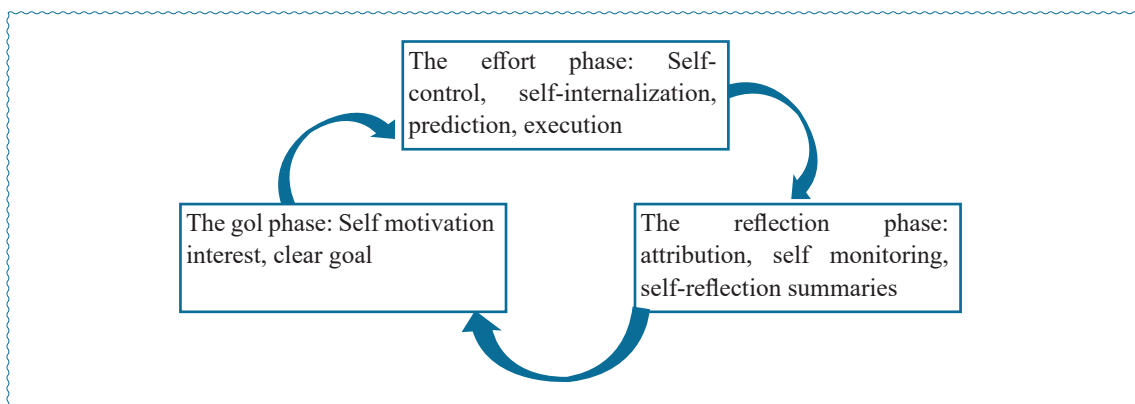 The effort phase: Self-
control, self-internalization,
prediction, execution
The gol phase: Self motivation
interest, clear goal
The reflection phase:
attribution, self monitoring,
self-reflection summaries